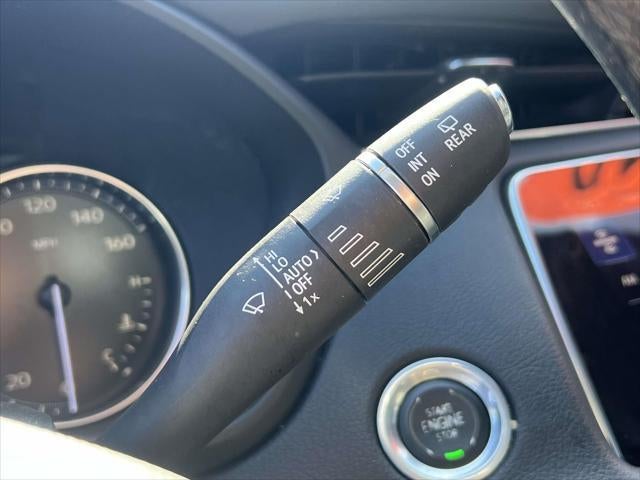 OFF
INT
ON
REAR
HI
LO
AUTO
OFF
1x
120
140
160
MPH
20
H
C
START
ENGINE
STOP